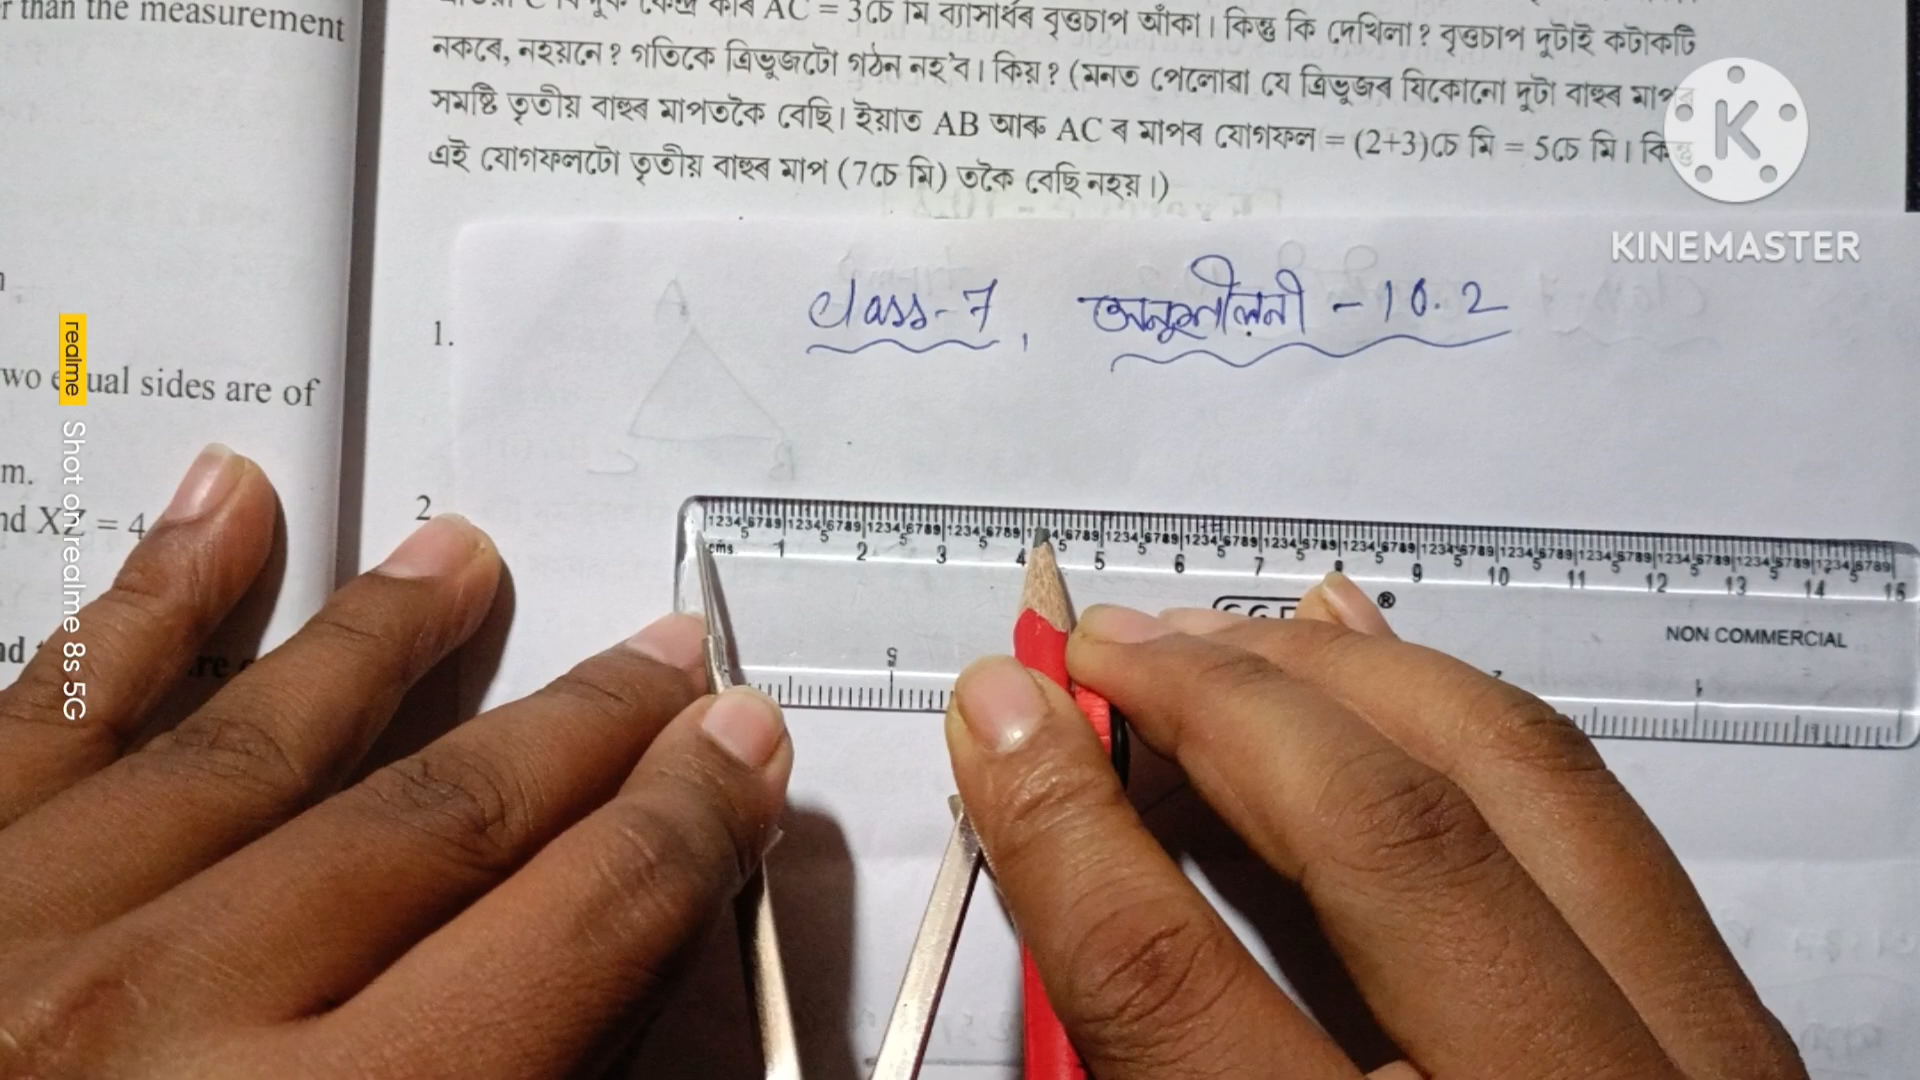 r than the measurement
wo equal sides are of
m.
nd XZ = 4
AC = 3চে মি ব্যাসাৰ্ধৰ বৃত্তচাপ আঁকা। কিন্তু কি দেখিলা? বৃত্তচাপ দুটাই কটাকটি
নকৰে, নহয়নে? গতিকে ত্ৰিভুজটো গঠন নহ'ব। কিয়? (মনত পেলোৱা যে ত্ৰিভুজৰ যিকোনো দুটা বাহুৰ মাপৰ
সমষ্টি তৃতীয় বাহুৰ মাপতকৈ বেছি। ইয়াত AB আৰু AC ৰ মাপৰ যোগফল = (2+3)চে মি = 5চে মি। কিন্তু
এই যোগফলটো তৃতীয় বাহুৰ মাপ (7চে মি) তকৈ বেছি নহয়।)
K
KINEMASTER
Class-7, অনুশীলনী - 10.2
1.
A
B
C
2
cms 1 2 3 4 5 6 7 8 9 10 11 12 13 14 15
®
NON COMMERCIAL
realme Shot on realme 8s 5G